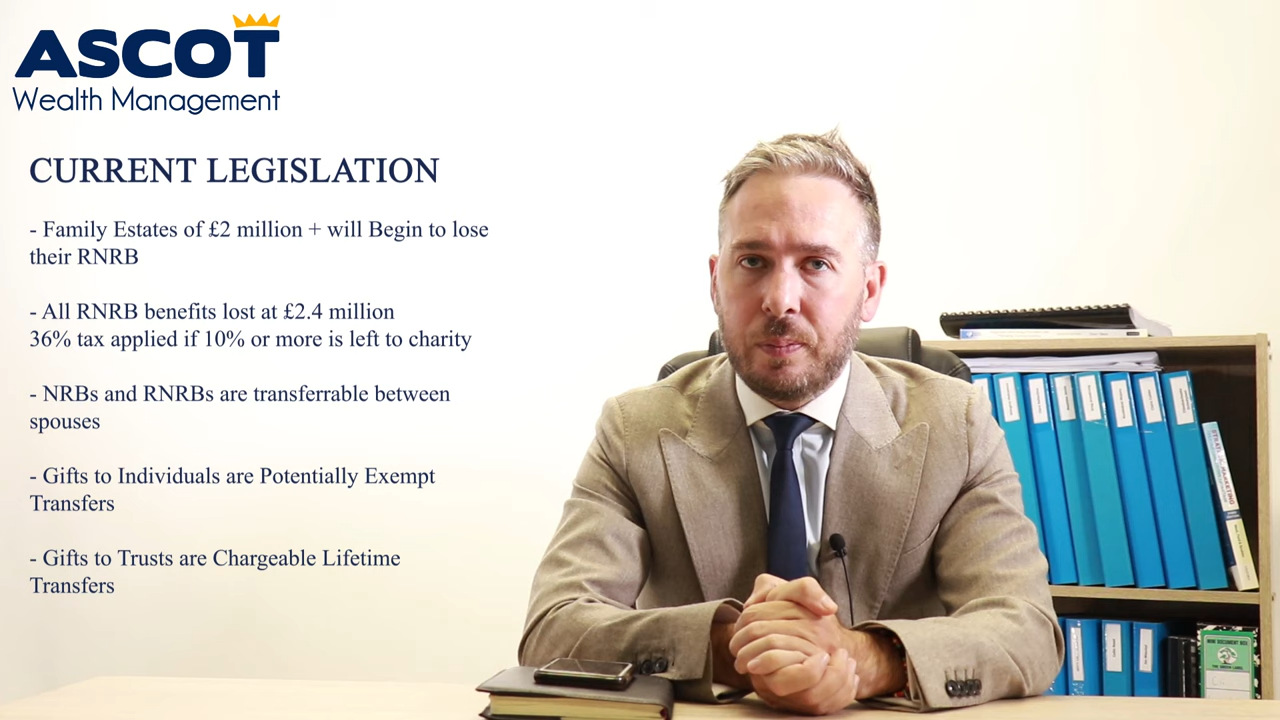 ASCOT
Wealth Management
CURRENT LEGISLATION
- Family Estates of £2 million + will Begin to lose
their RNRB
- All RNRB benefits lost at £2.4 million
36% tax applied if 10% or more is left to charity
- NRBs and RNRBs are transferrable between
spouses
- Gifts to Individuals are Potentially Exempt
Transfers
- Gifts to Trusts are Chargeable Lifetime
Transfers